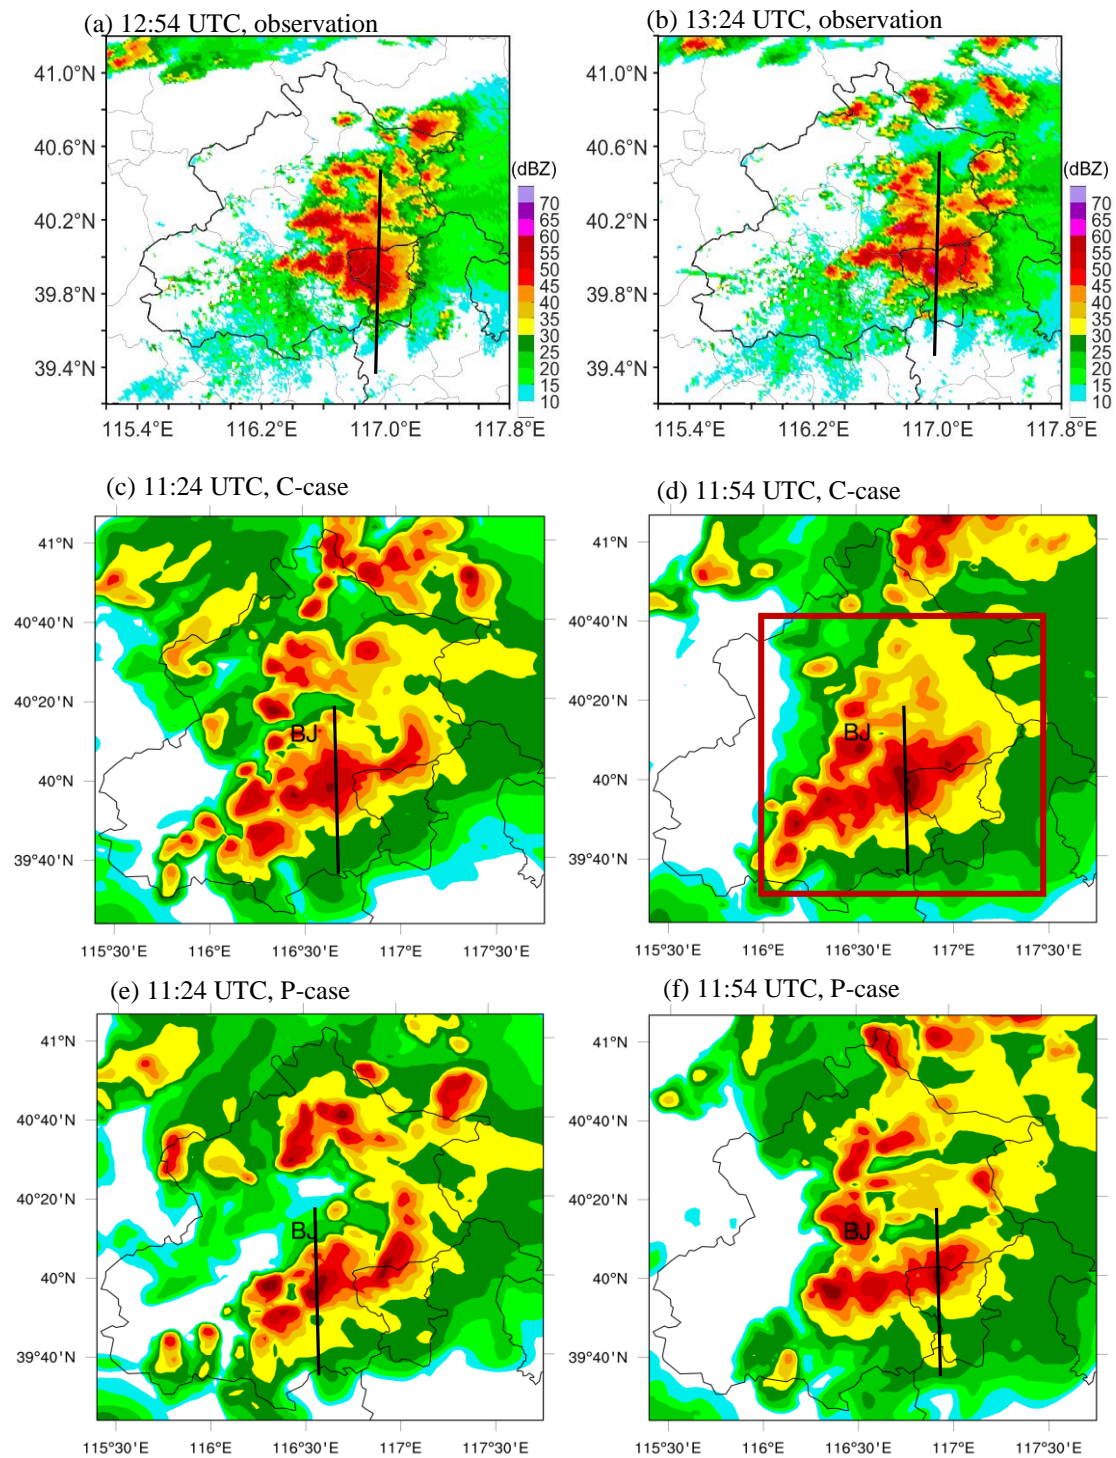 (a) 12:54 UTC, observation
(b) 13:24 UTC, observation
41.0°N
40.6°N
40.2°N
39.8°N
39.4°N
115.4°E 116.2°E 117.0°E 117.8°E
(dBZ)
70
65
60
55
50
45
40
35
30
25
20
15
10
41.0°N
40.6°N
40.2°N
39.8°N
39.4°N
115.4°E 116.2°E 117.0°E 117.8°E
(dBZ)
70
65
60
55
50
45
40
35
30
25
20
15
10
(c) 11:24 UTC, C-case
41°N
40°40'N
40°20'N
40°N
39°40'N
BJ
115°30'E 116°E 116°30'E 117°E 117°30'E
(d) 11:54 UTC, C-case
41°N
40°40'N
40°20'N
40°N
39°40'N
BJ
115°30'E 116°E 116°30'E 117°E 117°30'E
(e) 11:24 UTC, P-case
41°N
40°40'N
40°20'N
40°N
39°40'N
BJ
115°30'E 116°E 116°30'E 117°E 117°30'E
(f) 11:54 UTC, P-case
41°N
40°40'N
40°20'N
40°N
39°40'N
BJ
115°30'E 116°E 116°30'E 117°E 117°30'E